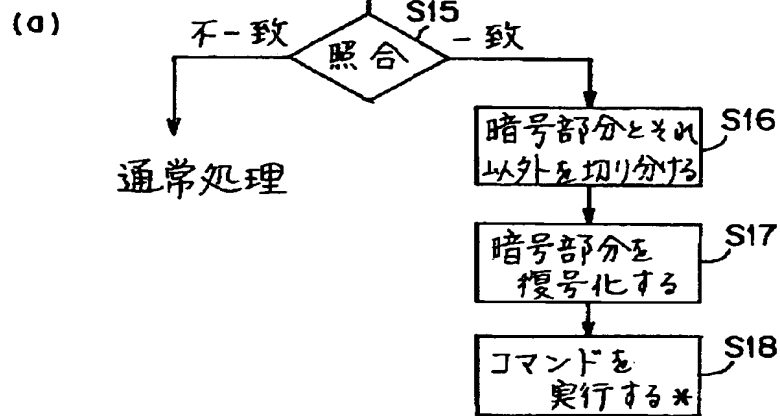 (a)
S15
不一致
照合
一致
通常処理
暗号部分とそれ
以外を切り分ける
S16
暗号部分を
復号化する
S17
コマンドを
実行する*
S18